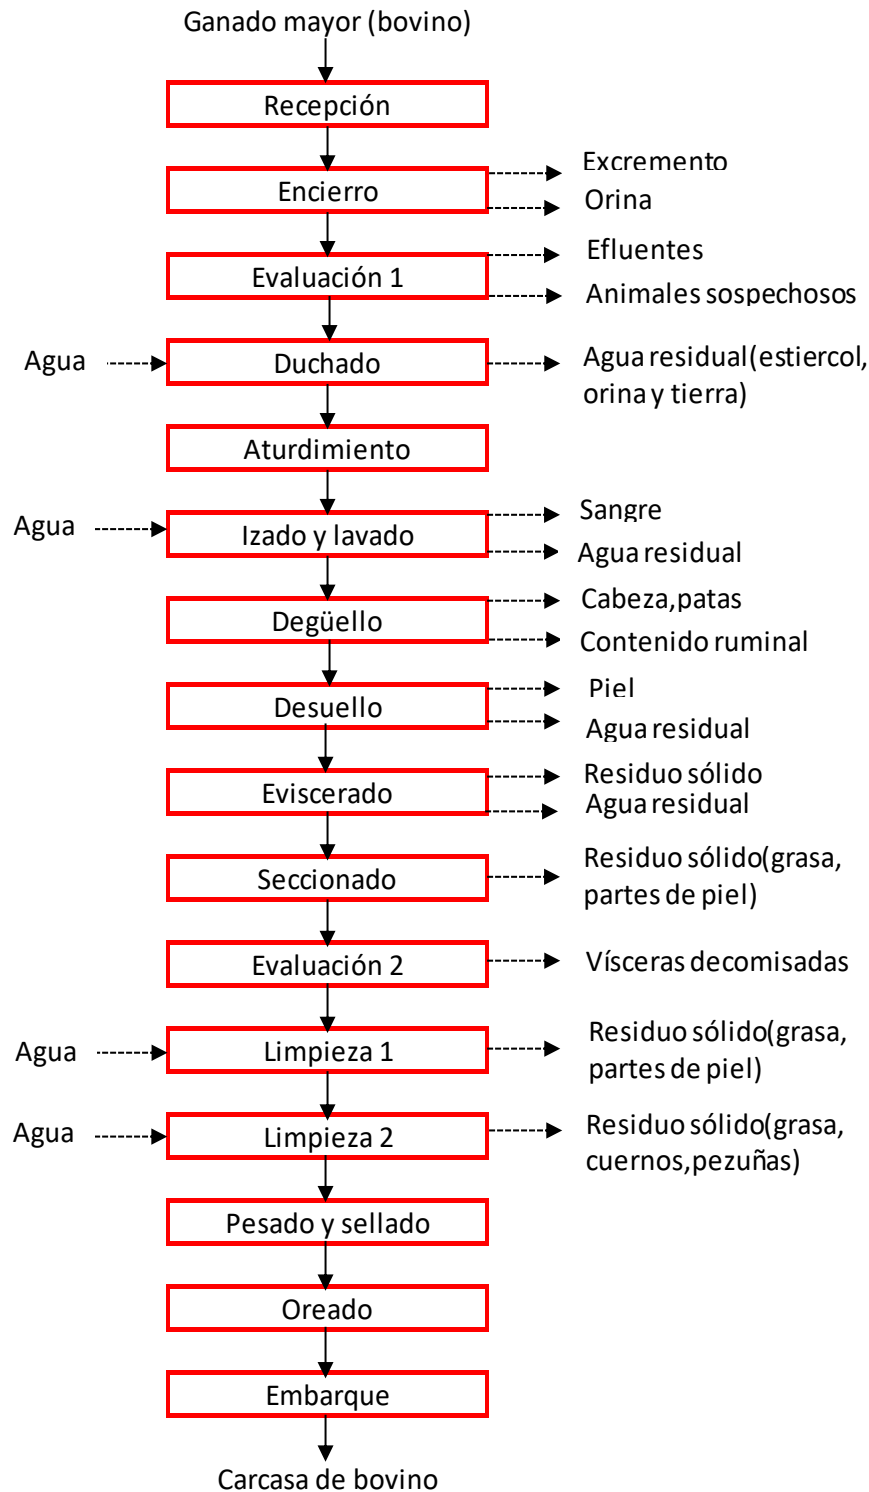 Ganado mayor (bovino)
Recepción
Encierro
Excremento
Orina
Evaluación 1
Efluentes
Animales sospechosos
Agua
Duchado
Agua residual(estiercol,
orina y tierra)
Aturdimiento
Agua
Izado y lavado
Sangre
Agua residual
Degüello
Cabeza,patas
Contenido ruminal
Desuello
Piel
Agua residual
Eviscerado
Residuo sólido
Agua residual
Seccionado
Residuo sólido(grasa,
partes de piel)
Evaluación 2
Vísceras decomisadas
Agua
Limpieza 1
Residuo sólido(grasa,
partes de piel)
Agua
Limpieza 2
Residuo sólido(grasa,
cuernos,pezuñas)
Pesado y sellado
Oreado
Embarque
Carcasa de bovino